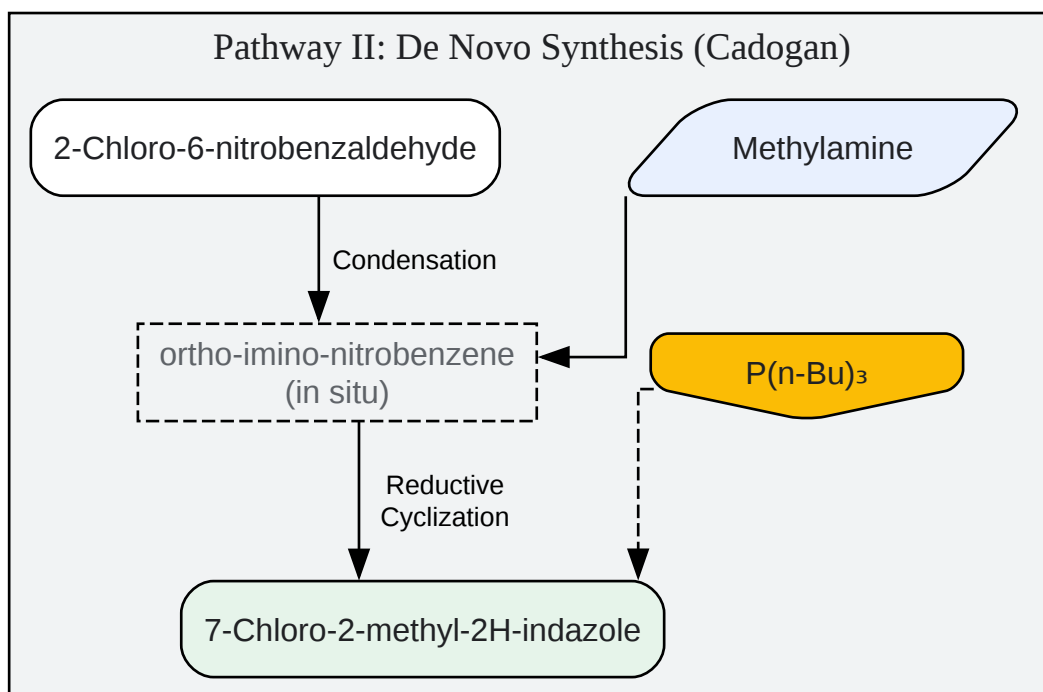 Pathway II: De Novo Synthesis (Cadogan)
2-Chloro-6-nitrobenzaldehyde
Methylamine
Condensation
ortho-imino-nitrobenzene
(in situ)
P(n-Bu)₃
Reductive
Cyclization
7-Chloro-2-methyl-2H-indazole